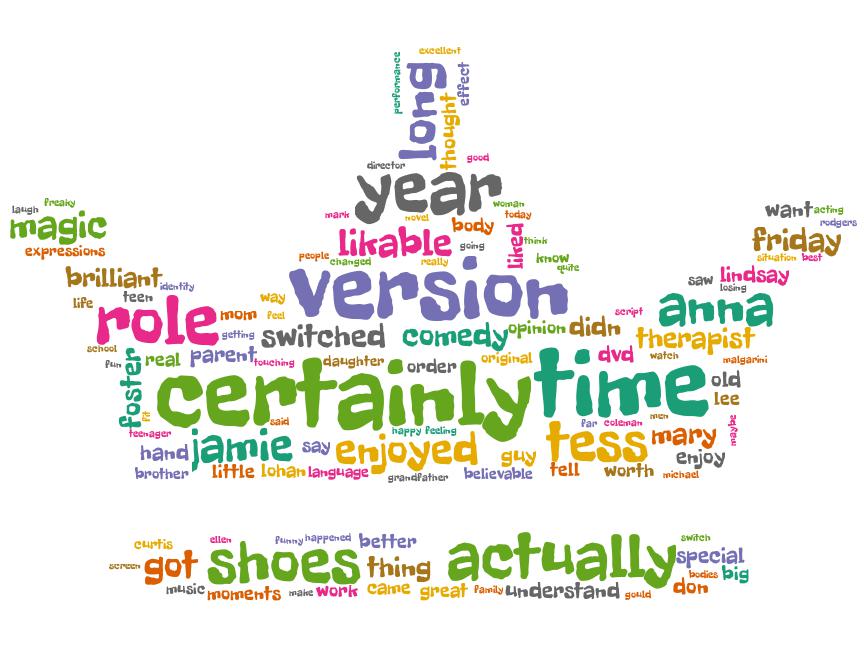 excellent
performance
long
effect
thought
director
good
year
freaky
laugh
magic
expressions
woman
want
acting
rodgers
mark
novel
today
body
liked
friday
likable
going
think
people
changed
really
know
quite
situation
best
brilliant
identity
saw
lindsay
losing
version
life
teen
way
feel
anna
role
mom
script
getting
switched
comedy
opinion
didn
therapist
school
fun
foster
real
parent
touching
daughter
order
original
dvd
watch
malgarini
certainly
time
old
lee
fit
said
far
coleman
men
maybe
teenager
happy
feeling
hand
jamie
say
enjoyed
guy
tess
mary
enjoy
brother
little
lohan
language
grandfather
believable
tell
worth
michael
curtis
ellen
funny
happened
better
switch
screen
got
shoes
thing
actually
special
bodies
big
music
moments
make
work
came
great
family
understand
gould
don